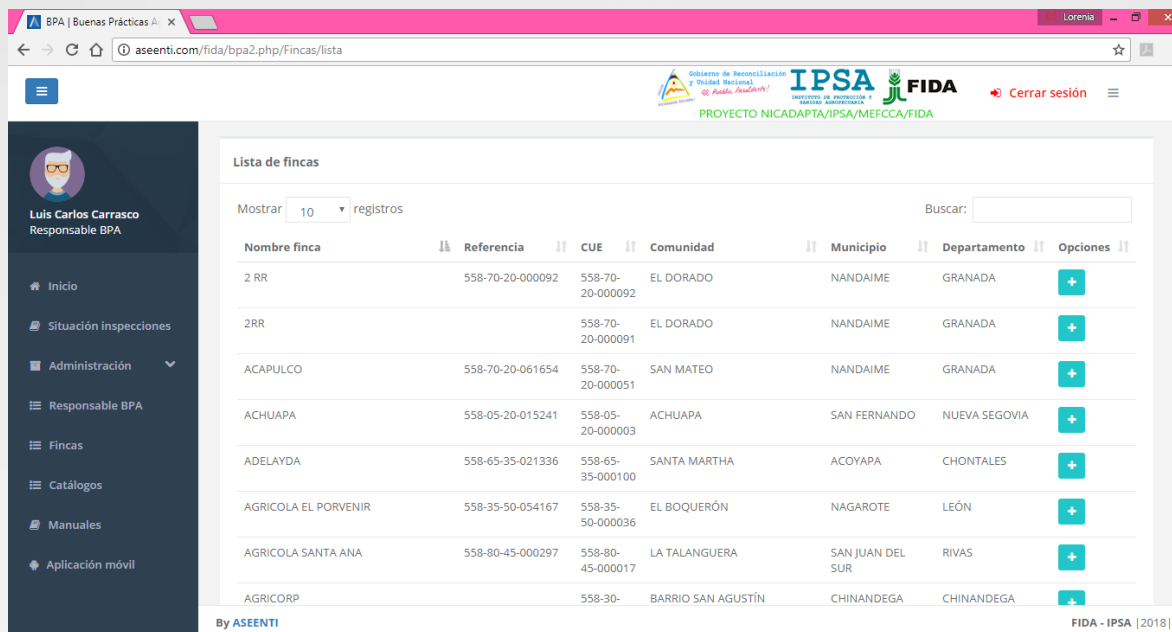 BPA | Buenas Prácticas A
Lorenia
aseenti.com/fida/bpa2.php/Fincas/lista
Gobierno de Reconciliación
y Unidad Nacional
El Pueblo, Presidente!
IPSA
INSTITUTO DE PROTECCIÓN Y
SANIDAD AGROPECUARIA
FIDA
PROYECTO NICADAPTA/IPSA/MEFCCA/FIDA
Cerrar sesión
Luis Carlos Carrasco
Responsable BPA
Inicio
Situación inspecciones
Administración
Responsable BPA
Fincas
Catálogos
Manuales
Aplicación móvil
Lista de fincas
Mostrar 10 registros
Buscar:
Nombre finca Referencia CUE Comunidad Municipio Departamento Opciones
2 RR 558-70-20-000092 558-70- EL DORADO NANDAIME GRANADA
20-000092
2RR 558-70- EL DORADO NANDAIME GRANADA
20-000091
ACAPULCO 558-70-20-061654 558-70- SAN MATEO NANDAIME GRANADA
20-000051
ACHUAPA 558-05-20-015241 558-05- ACHUAPA SAN FERNANDO NUEVA SEGOVIA
20-000003
ADELAYDA 558-65-35-021336 558-65- SANTA MARTHA ACOYAPA CHONTALES
35-000100
AGRICOLA EL PORVENIR 558-35-50-054167 558-35- EL BOQUERÓN NAGAROTE LEÓN
50-000036
AGRICOLA SANTA ANA 558-80-45-000297 558-80- LA TALANGUERA SAN JUAN DEL RIVAS
45-000017 SUR
AGRICORP 558-30- BARRIO SAN AGUSTÍN CHINANDEGA CHINANDEGA
By ASEENTI
FIDA - IPSA |2018|